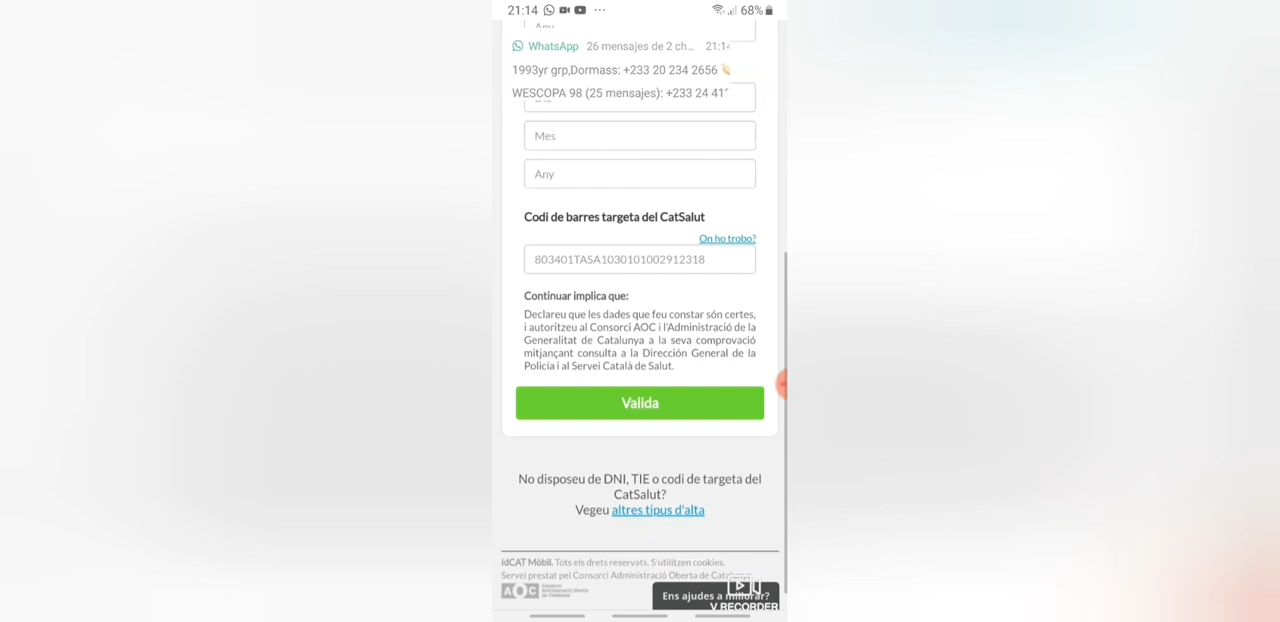 21:14
68%
WhatsApp 26 mensajes de 2 ch... 21:14
1993yr grp,Dormass: +233 20 234 2656
WESCOPA 98 (25 mensajes): +233 24
Mes
Any
Codi de barres targeta del CatSalut
On ho trobo?
803401TASA1030101002912318
Continuar implica que:
Declareu que les dades que feu constar són certes,
i autoritzeu al Consorci AOC i l'Administració de la
Generalitat de Catalunya a la seva comprovació
mitjançant consulta a la Dirección General de la
Policía i al Servei Català de Salut.
Valida
No disposeu de DNI, TIE o codi de targeta del
CatSalut?
Vegeu altres tipus d'alta
idCAT Mòbil. Tots els drets reservats. S'utilitzen cookies.
Servei prestat pel Consorci Administració Oberta de
AOC
Ens ajudes a millorar?
V RECORDER